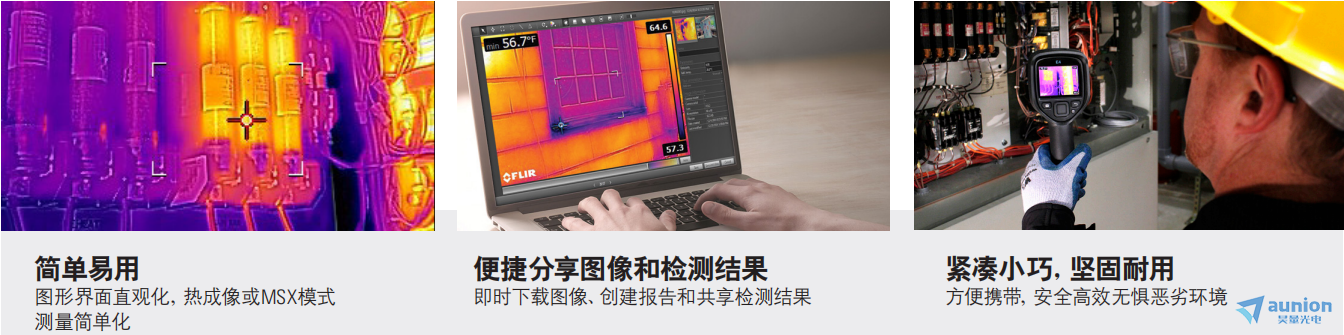 min 56.7°F
64.6
57.3
FLIR
简单易用
图形界面直观化, 热成像或MSX模式
测量简单化
便捷分享图像和检测结果
即时下载图像、创建报告和共享检测结果
紧凑小巧, 坚固耐用
方便携带, 安全高效无惧恶劣环境
aunion
昊量光电